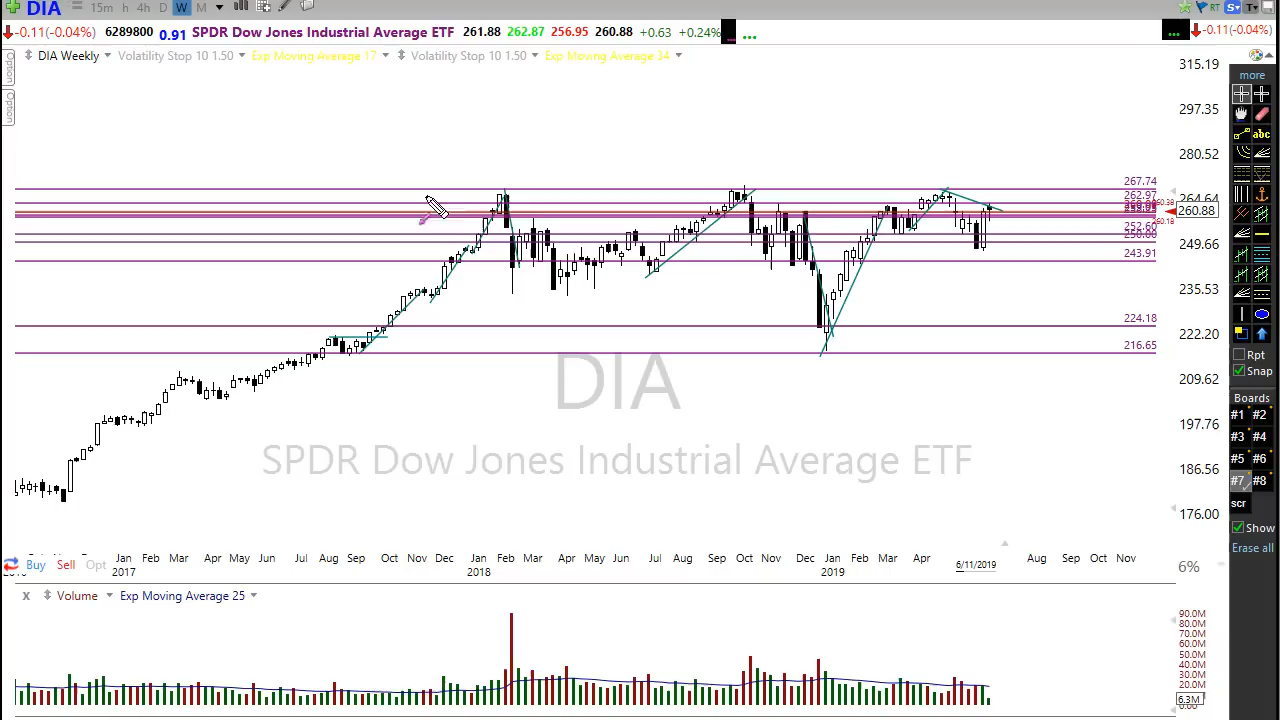 DIA 15m h 4h D W M RT S T
-0.11(-0.04%) 6289800 0.91 SPDR Dow Jones Industrial Average ETF 261.88 262.87 256.95 260.88 +0.63 +0.24% ... ... -0.11(-0.04%)
DIA Weekly Volatility Stop 10 1.50 Exp Moving Average 17 Volatility Stop 10 1.50 Exp Moving Average 34
Option
Option
315.19
297.35
280.52
264.64
260.88
249.66
235.53
222.20
209.62
197.76
186.56
176.00
267.74
262.97
252.60
243.91
224.18
216.65
DIA
SPDR Dow Jones Industrial Average ETF
Jan Feb Mar Apr May Jun Jul Aug Sep Oct Nov Dec Jan Feb Mar Apr May Jun Jul Aug Sep Oct Nov Dec Jan Feb Mar Apr Aug Sep Oct Nov
2017 2018 2019 6/11/2019
Buy Sell Opt
6%
x Volume Exp Moving Average 25
90.0M
80.0M
70.0M
60.0M
50.0M
40.0M
30.0M
20.0M
6.3M
more
abc
Rpt
Snap
Boards
#1 #2
#3 #4
#5 #6
#7 #8
scr
Show
Erase all